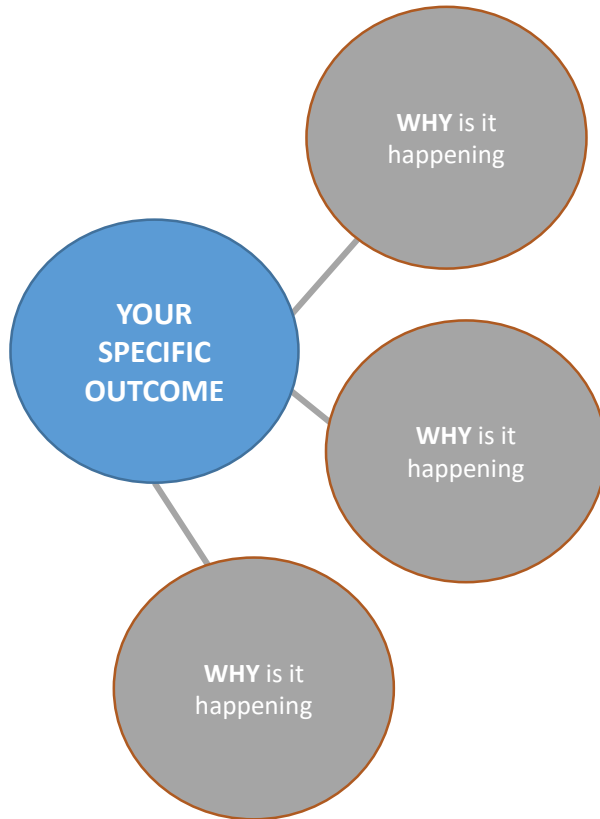 WHY is it
happening
YOUR
SPECIFIC
OUTCOME
WHY is it
happening
WHY is it
happening